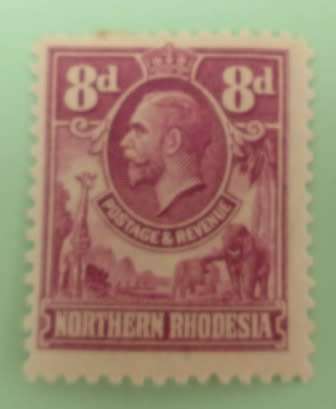 8d 8d
POSTAGE & REVENUE
NORTHERN RHODESIA